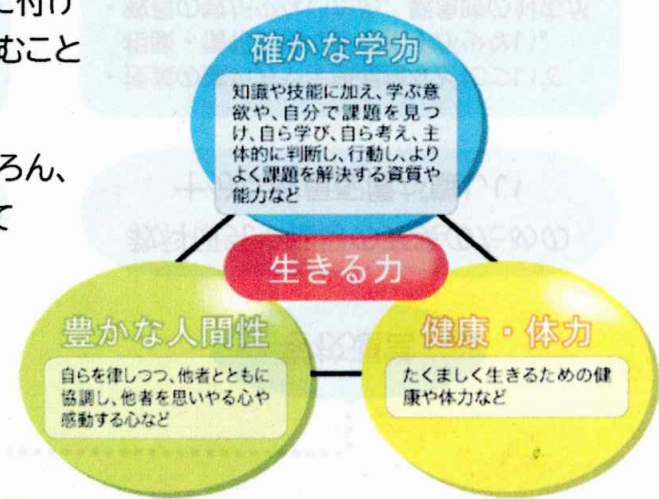 に付け
むこと
ろん、
て
確かな学力
知識や技能に加え、学ぶ意
欲や、自分で課題を見つ
け、自ら学び、自ら考え、主
体的に判断し、行動し、より
よく課題を解決する資質や
能力など
生きる力
豊かな人間性
自らを律しつつ、他者とともに
協調し、他者を思いやる心や
感動する心など
健康・体力
たくましく生きるための健
康や体力など